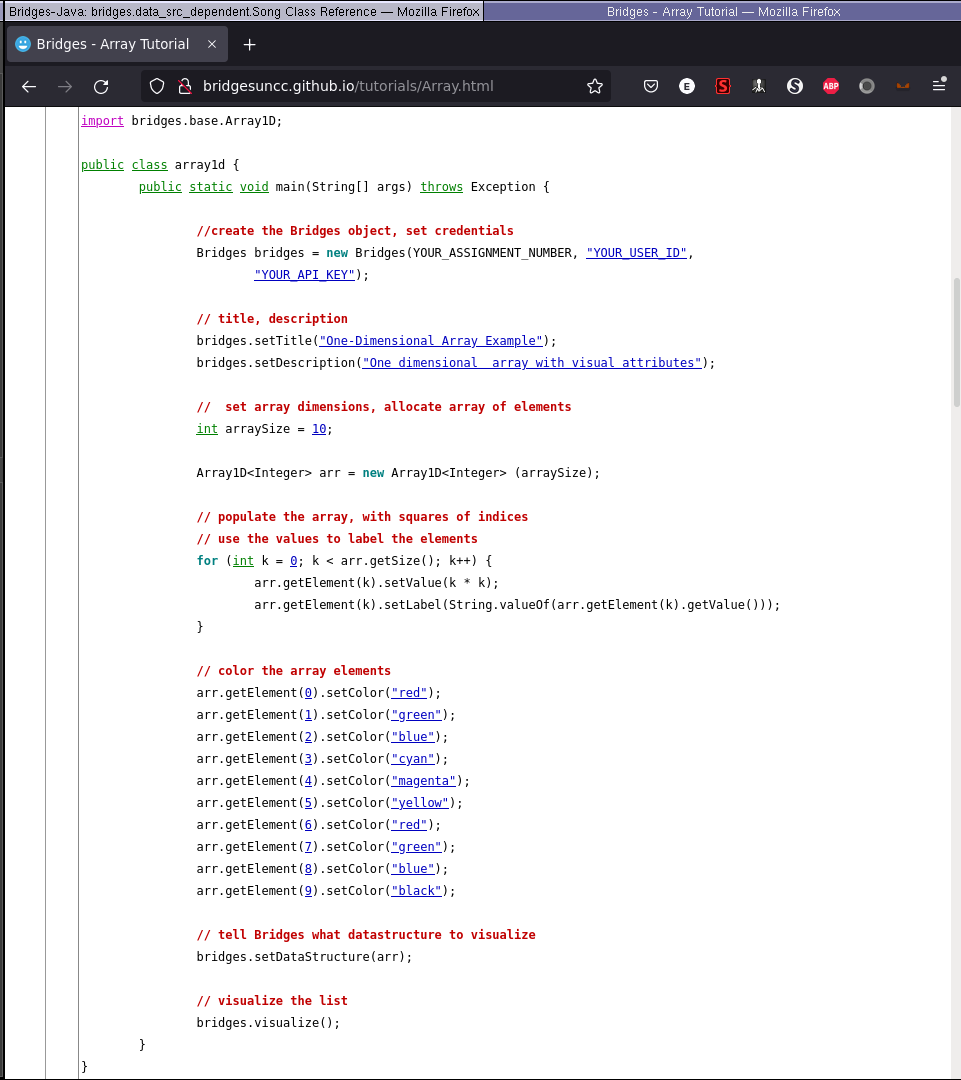 Bridges-Java: bridges.data_src_dependent.Song Class Reference — Mozilla Firefox
Bridges - Array Tutorial — Mozilla Firefox
Bridges - Array Tutorial × +
bridgesuncc.github.io/tutorials/Array.html
E S S ABP
import bridges.base.Array1D;
public class array1d {
public static void main(String[] args) throws Exception {
//create the Bridges object, set credentials
Bridges bridges = new Bridges(YOUR_ASSIGNMENT_NUMBER, "YOUR_USER_ID",
"YOUR_API_KEY");
// title, description
bridges.setTitle("One-Dimensional Array Example");
bridges.setDescription("One dimensional  array with visual attributes");
//  set array dimensions, allocate array of elements
int arraySize = 10;
Array1D<Integer> arr = new Array1D<Integer> (arraySize);
// populate the array, with squares of indices
// use the values to label the elements
for (int k = 0; k < arr.getSize(); k++) {
arr.getElement(k).setValue(k * k);
arr.getElement(k).setLabel(String.valueOf(arr.getElement(k).getValue()));
}
// color the array elements
arr.getElement(0).setColor("red");
arr.getElement(1).setColor("green");
arr.getElement(2).setColor("blue");
arr.getElement(3).setColor("cyan");
arr.getElement(4).setColor("magenta");
arr.getElement(5).setColor("yellow");
arr.getElement(6).setColor("red");
arr.getElement(7).setColor("green");
arr.getElement(8).setColor("blue");
arr.getElement(9).setColor("black");
// tell Bridges what datastructure to visualize
bridges.setDataStructure(arr);
// visualize the list
bridges.visualize();
}
}